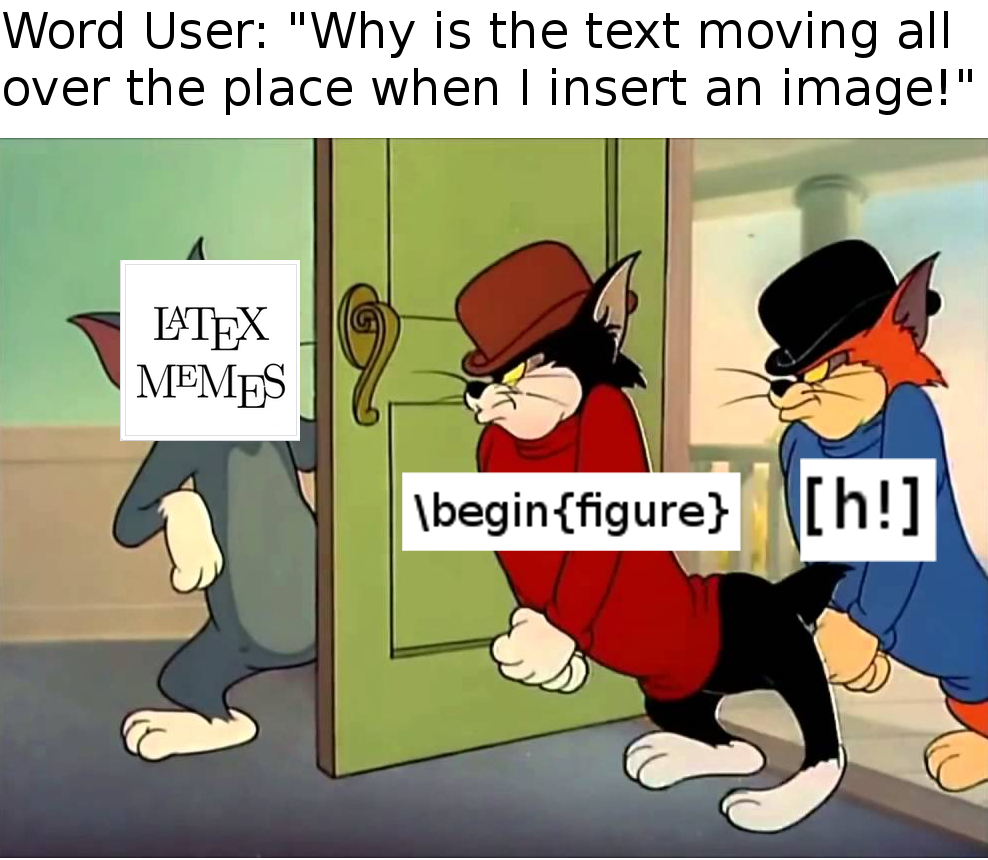 Word User: "Why is the text moving all
over the place when I insert an image!"
LATEX
MEMES
\begin{figure}
[h!]